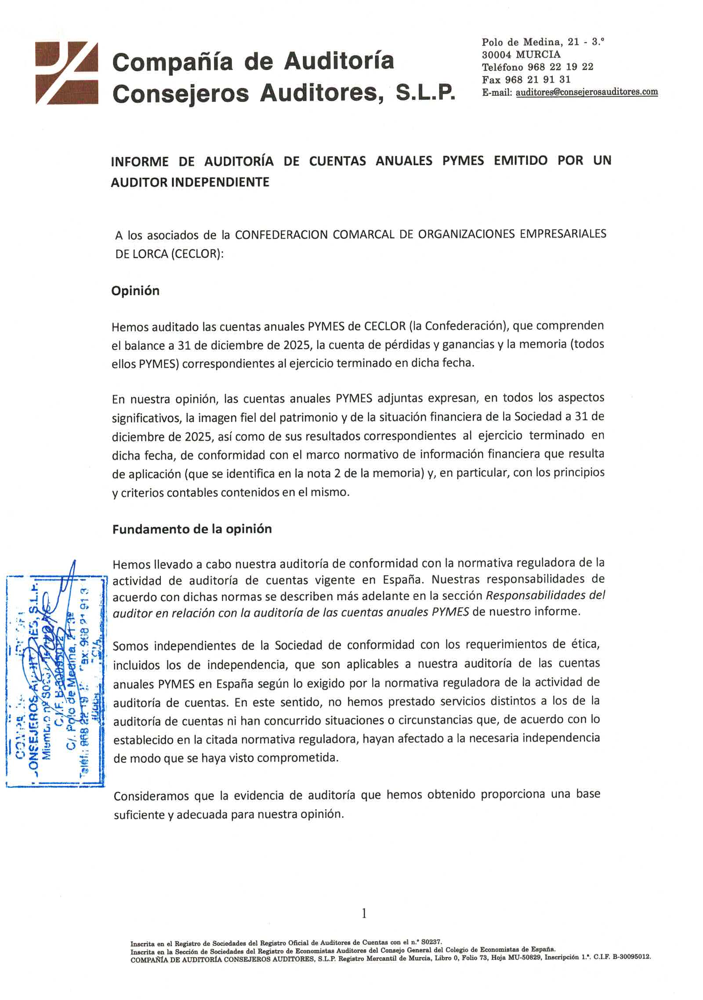 Compañía de Auditoría
Consejeros Auditores, S.L.P.
Polo de Medina, 21 - 3.º
30004 MURCIA
Teléfono 968 22 19 22
Fax 968 21 91 31
E-mail: auditores@consejerosauditores.com
INFORME DE AUDITORÍA DE CUENTAS ANUALES PYMES EMITIDO POR UN
AUDITOR INDEPENDIENTE
A los asociados de la CONFEDERACION COMARCAL DE ORGANIZACIONES EMPRESARIALES
DE LORCA (CECLOR):
Opinión
Hemos auditado las cuentas anuales PYMES de CECLOR (la Confederación), que comprenden
el balance a 31 de diciembre de 2025, la cuenta de pérdidas y ganancias y la memoria (todos
ellos PYMES) correspondientes al ejercicio terminado en dicha fecha.
En nuestra opinión, las cuentas anuales PYMES adjuntas expresan, en todos los aspectos
significativos, la imagen fiel del patrimonio y de la situación financiera de la Sociedad a 31 de
diciembre de 2025, así como de sus resultados correspondientes al ejercicio terminado en
dicha fecha, de conformidad con el marco normativo de información financiera que resulta
de aplicación (que se identifica en la nota 2 de la memoria) y, en particular, con los principios
y criterios contables contenidos en el mismo.
Fundamento de la opinión
Hemos llevado a cabo nuestra auditoría de conformidad con la normativa reguladora de la
actividad de auditoría de cuentas vigente en España. Nuestras responsabilidades de
acuerdo con dichas normas se describen más adelante en la sección Responsabilidades del
auditor en relación con la auditoría de las cuentas anuales PYMES de nuestro informe.
Somos independientes de la Sociedad de conformidad con los requerimientos de ética,
incluidos los de independencia, que son aplicables a nuestra auditoría de las cuentas
anuales PYMES en España según lo exigido por la normativa reguladora de la actividad de
auditoría de cuentas. En este sentido, no hemos prestado servicios distintos a los de la
auditoría de cuentas ni han concurrido situaciones o circunstancias que, de acuerdo con lo
establecido en la citada normativa reguladora, hayan afectado a la necesaria independencia
de modo que se haya visto comprometida.
Consideramos que la evidencia de auditoría que hemos obtenido proporciona una base
suficiente y adecuada para nuestra opinión.
CONSEJEROS AUDITORES, S.L.P.
Miembro nº
C.I.F.
C/. Polo de Medina, 21
Teléf.: 968 22 19 Fax: 968 21 91 3
1
Inscrita en el Registro de Sociedades del Registro Oficial de Auditores de Cuentas con el n.º S0237.
Inscrita en la Sección de Sociedades del Registro de Economistas Auditores del Consejo General del Colegio de Economistas de España.
COMPAÑÍA DE AUDITORÍA CONSEJEROS AUDITORES, S.L.P. Registro Mercantil de Murcia, Libro 0, Folio 73, Hoja MU-50829, Inscripción 1.ª. C.I.F. B-30095012.